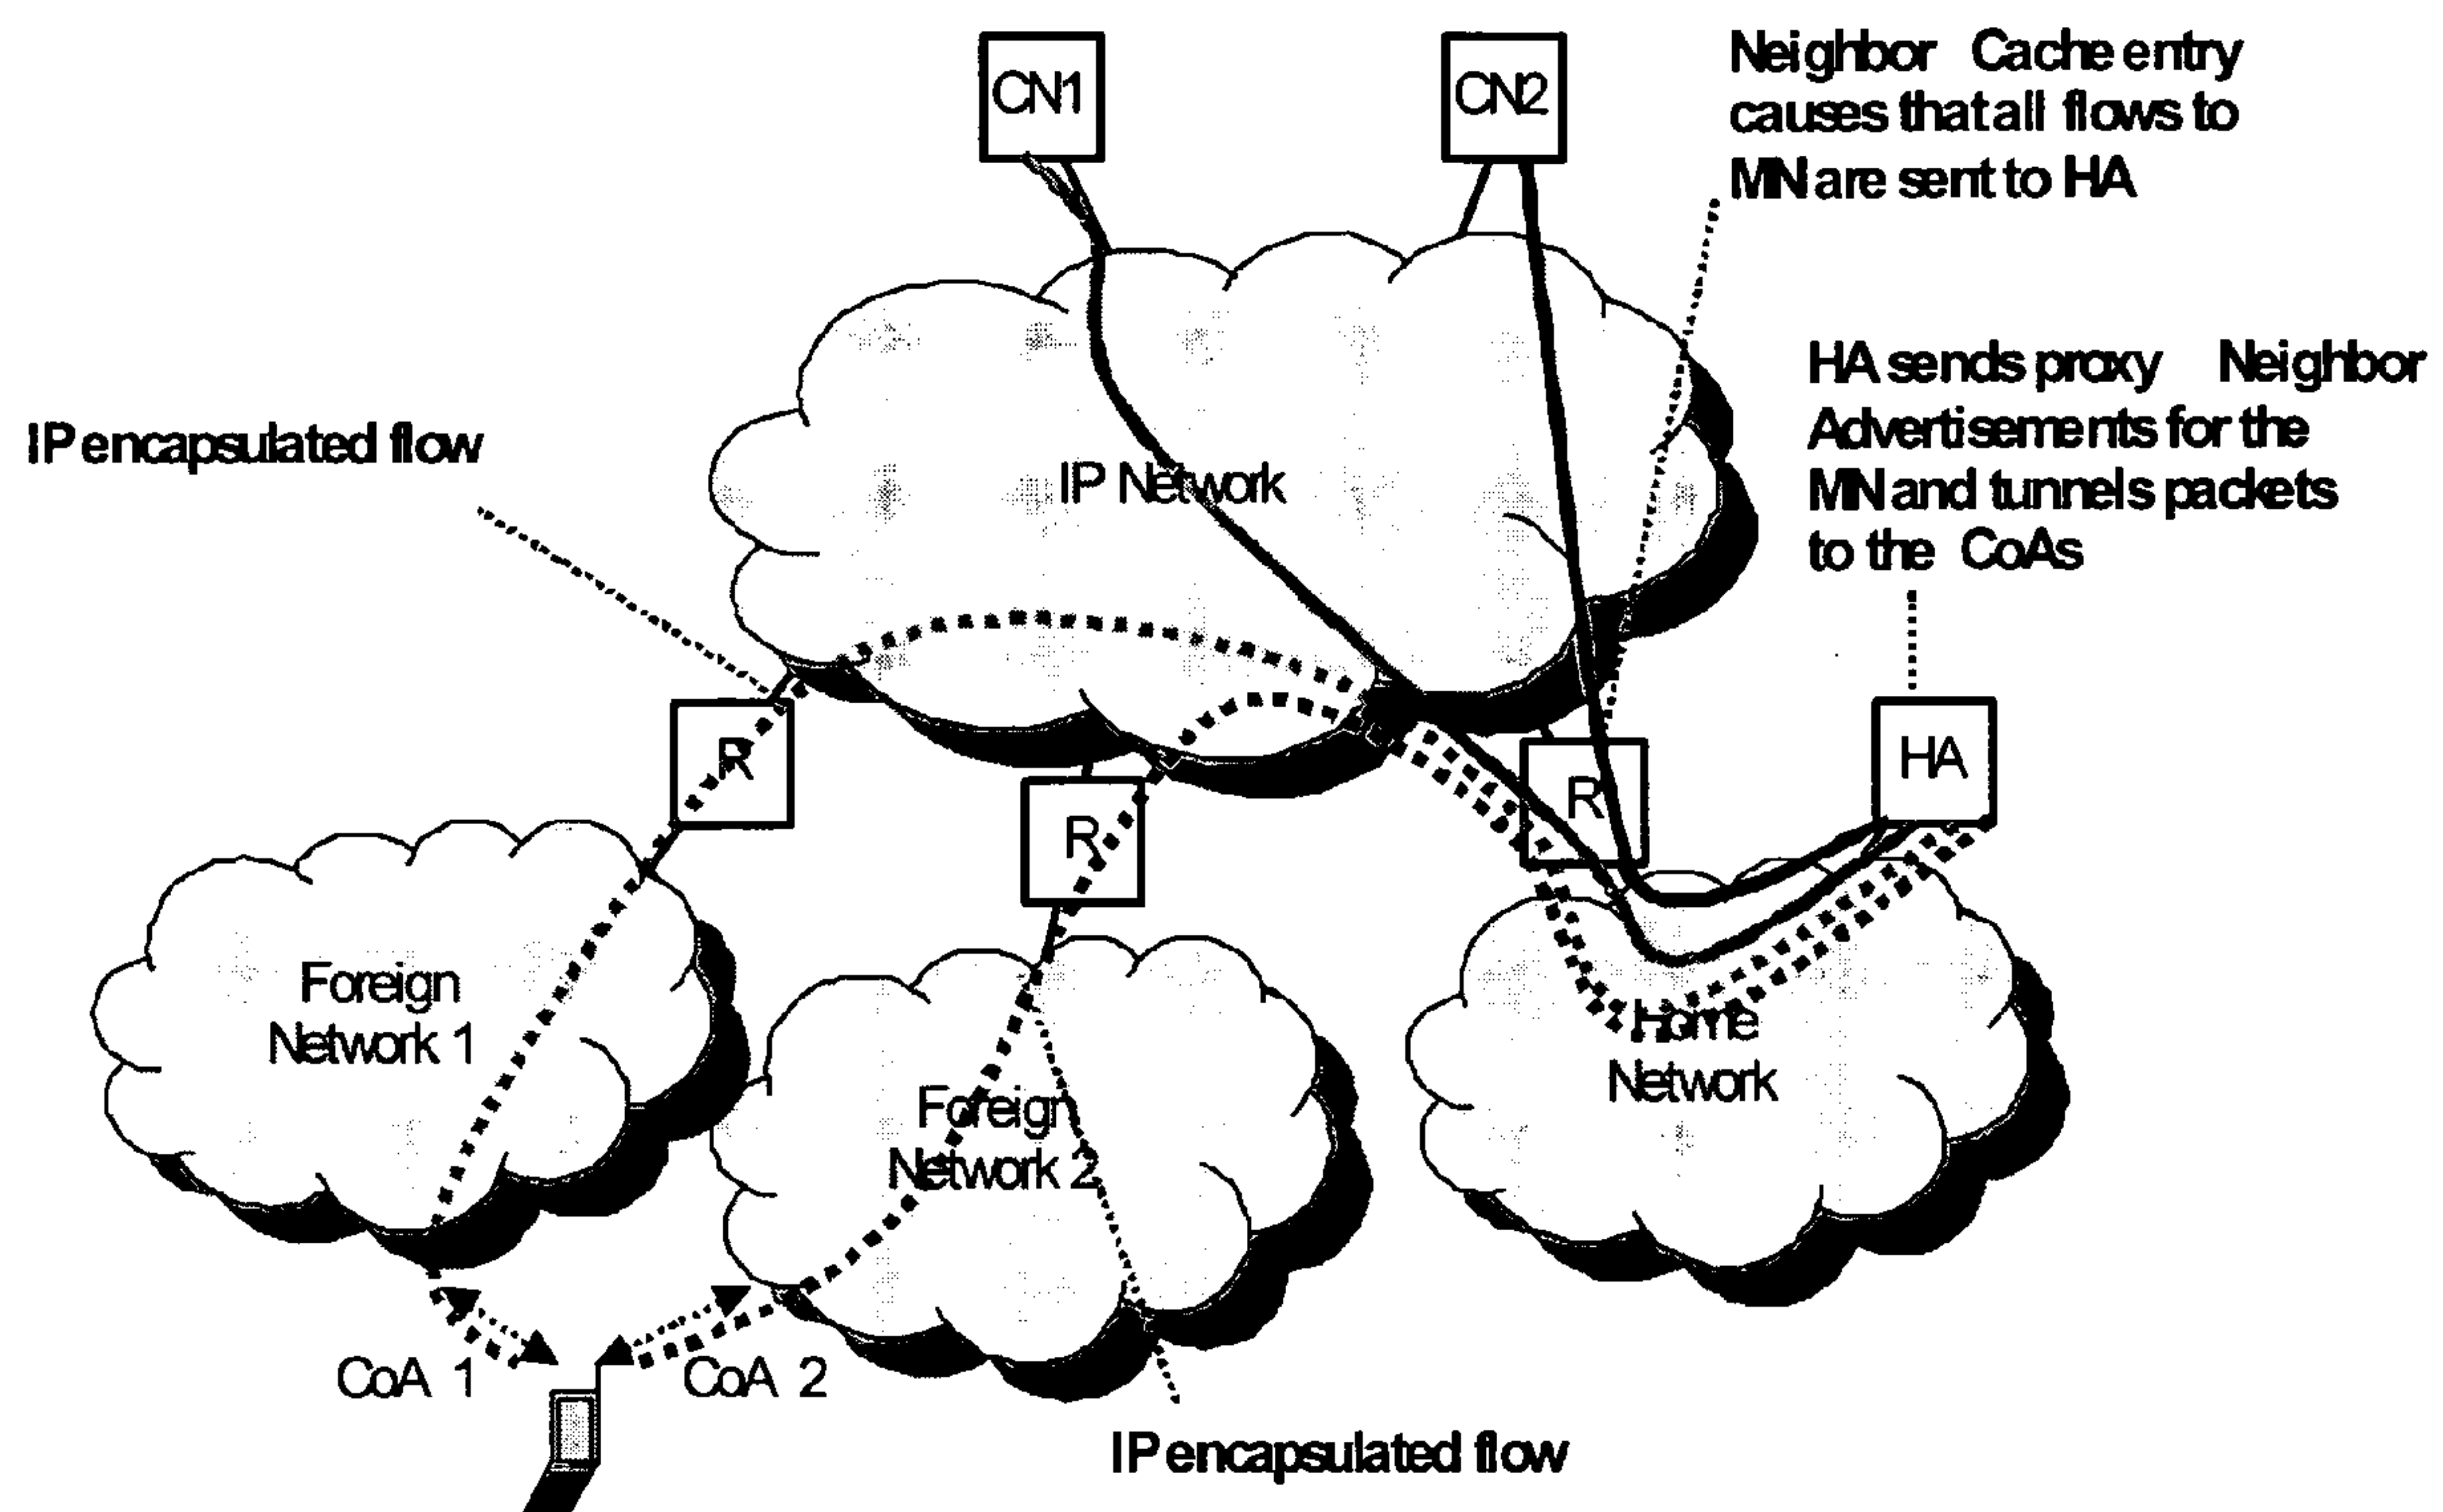 CN1
CN2
Neighbor Cache entry
causes that all flows to
MN are sent to HA
HA sends proxy Neighbor
Advertisements for the
MN and tunnels packets
to the CoAs
IP encapsulated flow
IP Network
R
R
R
HA
Foreign
Network 1
Foreign
Network 2
Home
Network
CoA 1
CoA 2
IP encapsulated flow